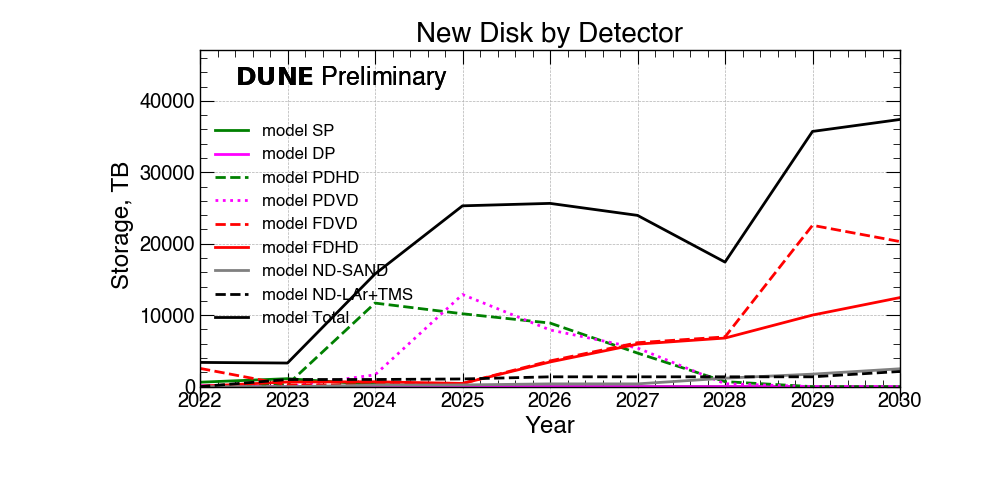 New Disk by Detector
DUNE Preliminary
Storage, TB
40000
30000
20000
10000
0
model SP
model DP
model PDHD
model PDVD
model FDVD
model FDHD
model ND-SAND
model ND-LAr+TMS
model Total
2022 2023 2024 2025 2026 2027 2028 2029 2030
Year